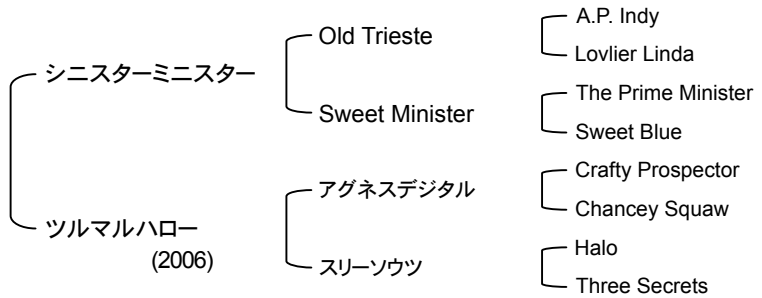 シニスターミニスター
Old Trieste
A.P. Indy
Lovlier Linda
Sweet Minister
The Prime Minister
Sweet Blue
ツルマルハロー
(2006)
アグネスデジタル
Crafty Prospector
Chancey Squaw
スリーソウツ
Halo
Three Secrets